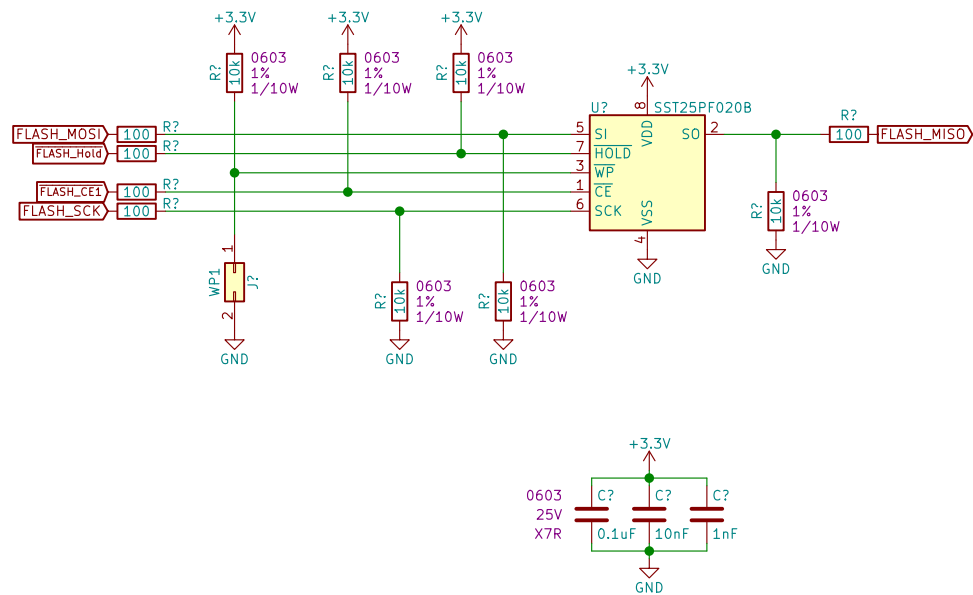 +3.3V
+3.3V
+3.3V
R?
10k
0603
1%
1/10W
R?
10k
0603
1%
1/10W
R?
10k
0603
1%
1/10W
+3.3V
U?
8
SST25PF020B
FLASH_MOSI
100
R?
FLASH_Hold
100
R?
FLASH_CE1
100
R?
FLASH_SCK
100
R?
5
SI
7
HOLD
3
WP
1
CE
6
SCK
VDD
VSS
SO
2
4
GND
R?
100
FLASH_MISO
R?
10k
0603
1%
1/10W
GND
WP1
1
2
J?
GND
R?
10k
0603
1%
1/10W
GND
R?
10k
0603
1%
1/10W
GND
+3.3V
0603
25V
X7R
C?
0.1uF
C?
10nF
C?
1nF
GND